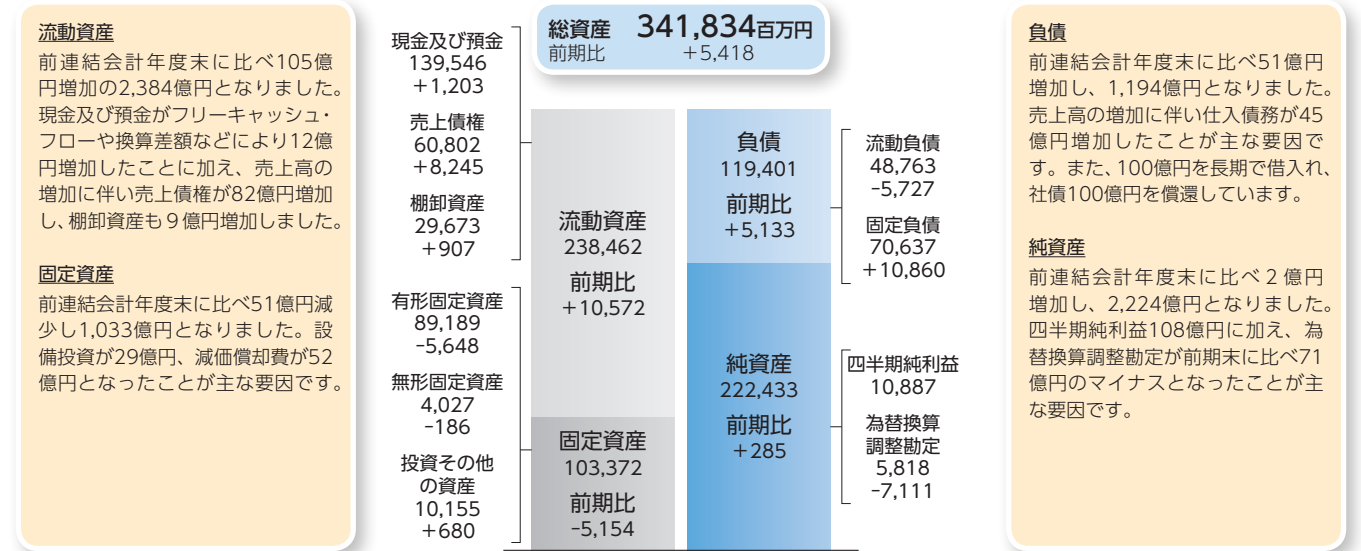 流動資産
前連結会計年度末に比べ105億
円増加の2,384億円となりました。
現金及び預金がフリーキャッシュ・
フローや換算差額などにより12億
円増加したことに加え、売上高の
増加に伴い売上債権が82億円増加
し、棚卸資産も9億円増加しました。
固定資産
前連結会計年度末に比べ51億円減
少し1,033億円となりました。設
備投資が29億円、減価償却費が52
億円となったことが主な要因です。
現金及び預金
139,546
+1,203
売上債権
60,802
+8,245
棚卸資産
29,673
+907
有形固定資産
89,189
-5,648
無形固定資産
4,027
-186
投資その他
の資産
10,155
+680
総資産 341,834百万円
前期比 +5,418
流動資産
238,462
前期比
+10,572
固定資産
103,372
前期比
-5,154
負債
119,401
前期比
+5,133
純資産
222,433
前期比
+285
流動負債
48,763
-5,727
固定負債
70,637
+10,860
四半期純利益
10,887
為替換算
調整勘定
5,818
-7,111
負債
前連結会計年度末に比べ51億円
増加し、1,194億円となりました。
売上高の増加に伴い仕入債務が45
億円増加したことが主な要因で
す。また、100億円を長期で借入れ、
社債100億円を償還しています。
純資産
前連結会計年度末に比べ2億円
増加し、2,224億円となりました。
四半期純利益108億円に加え、為
替換算調整勘定が前期末に比べ71
億円のマイナスとなったことが主
な要因です。